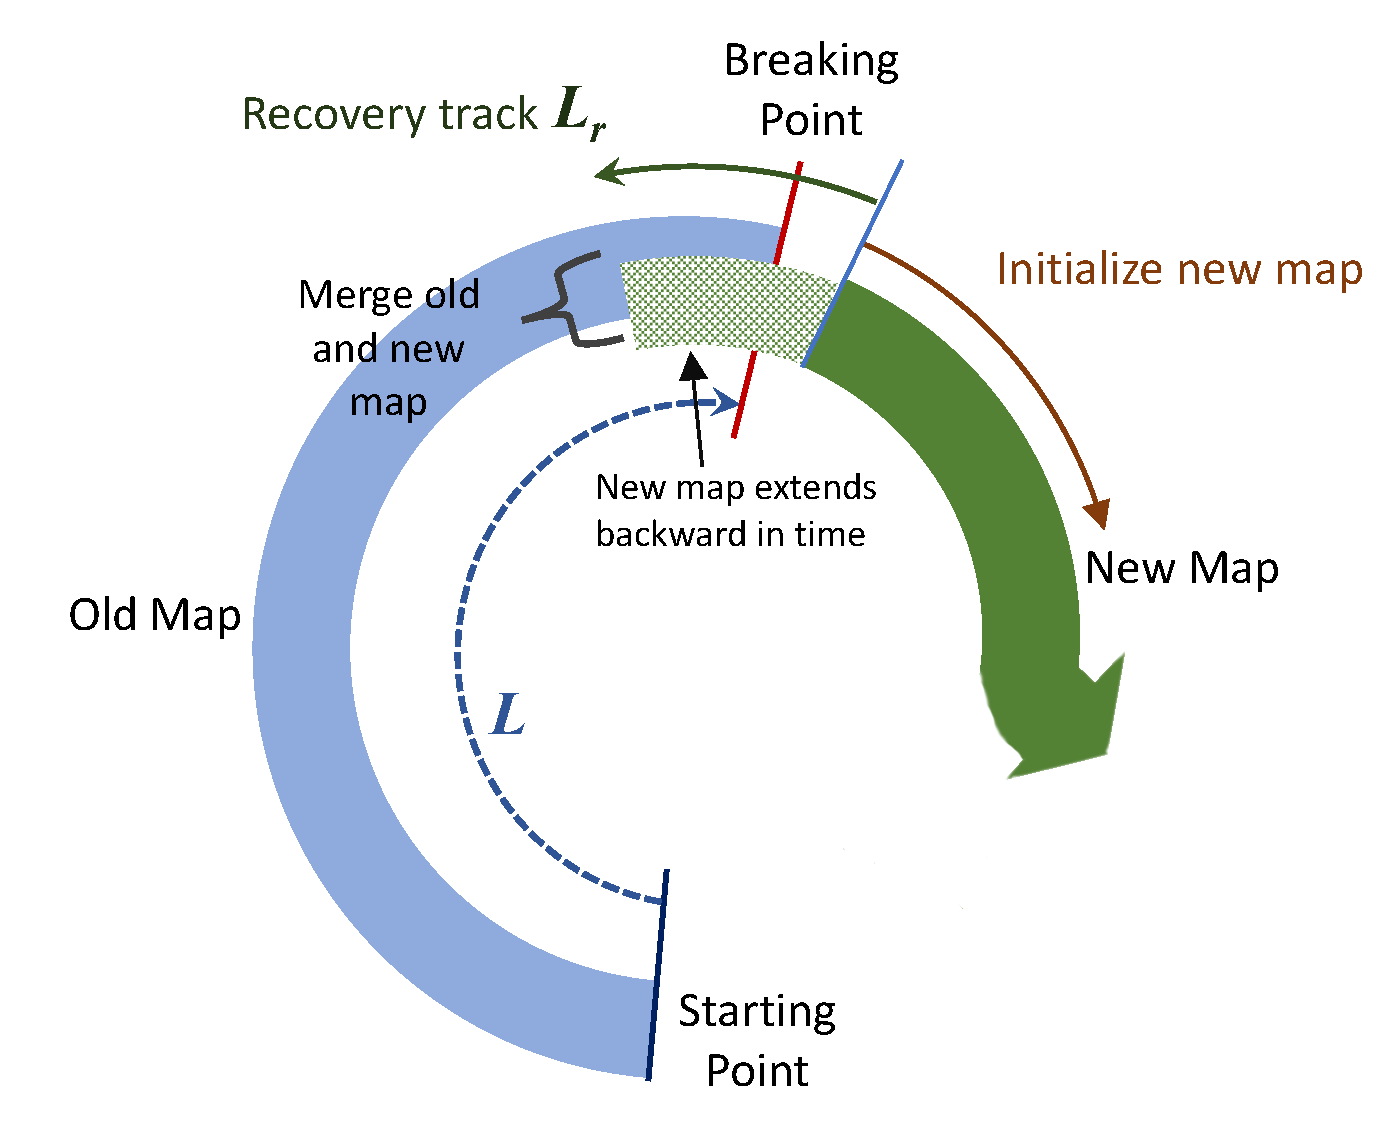 Breaking
Point
Recovery track Lr
Initialize new map
Merge old
and new
map
New map extends
backward in time
New Map
Old Map
L
Starting
Point